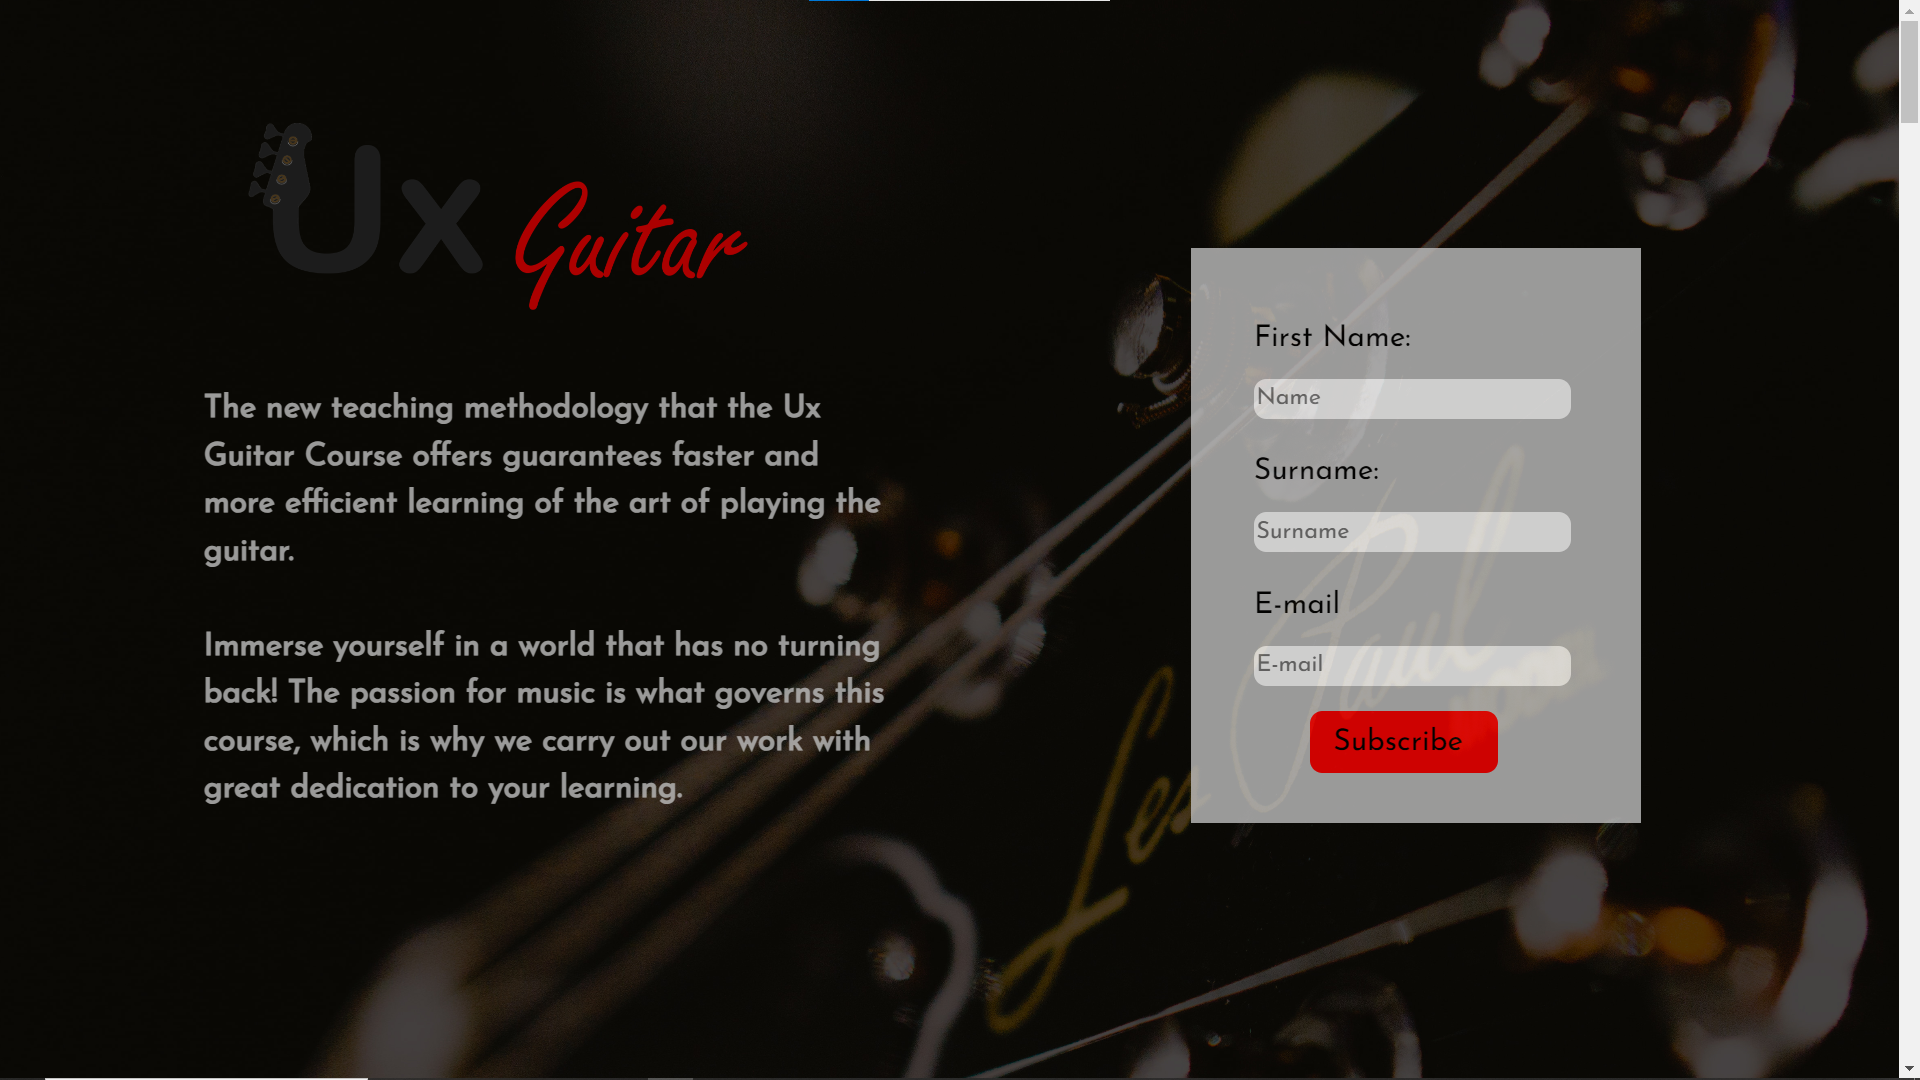 Ux Guitar
The new teaching methodology that the Ux
Guitar Course offers guarantees faster and
more efficient learning of the art of playing the
guitar.
Immerse yourself in a world that has no turning
back! The passion for music is what governs this
course, which is why we carry out our work with
great dedication to your learning.
First Name:
Name
Surname:
Surname
E-mail
E-mail
Subscribe
Les Paul
MODEL